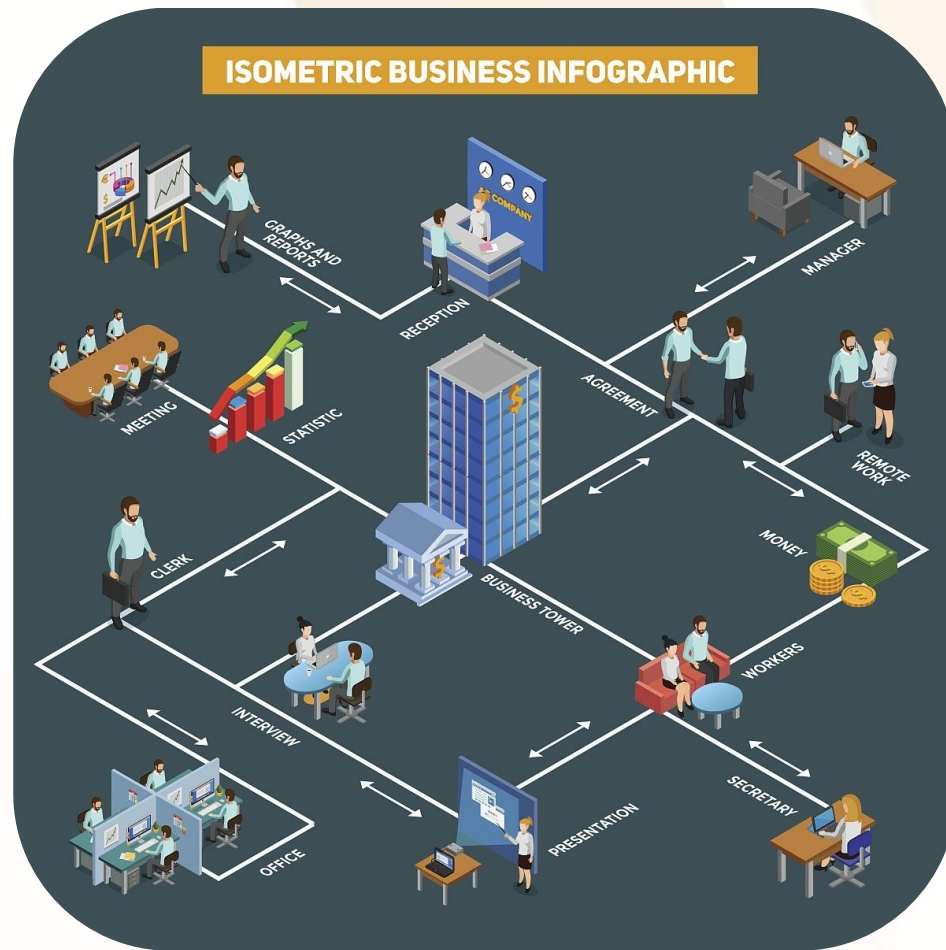 ISOMETRIC BUSINESS INFOGRAPHIC
GRAPHS AND
REPORTS
COMPANY
RECEPTION
MANAGER
MEETING
STATISTIC
AGREEMENT
REMOTE
WORK
CLERK
MONEY
BUSINESS TOWER
INTERVIEW
WORKERS
OFFICE
PRESENTATION
SECRETARY
$
$
€
$